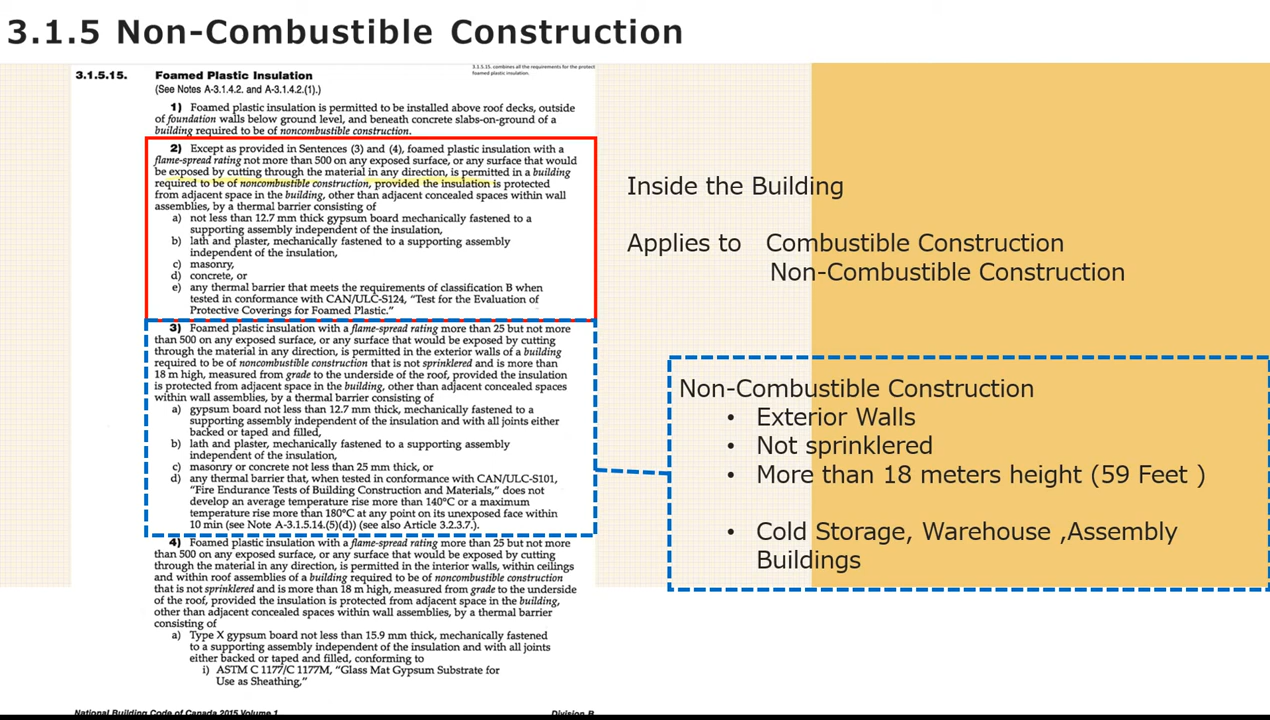 3.1.5 Non-Combustible Construction
3.1.5.15. combines all the requirements for the protect
foamed plastic insulation.
3.1.5.15. Foamed Plastic Insulation
(See Notes A-3.1.4.2. and A-3.1.4.2.(1).)
1) Foamed plastic insulation is permitted to be installed above roof decks, outside
of foundation walls below ground level, and beneath concrete slabs-on-ground of a
building required to be of noncombustible construction.
2) Except as provided in Sentences (3) and (4), foamed plastic insulation with a
flame-spread rating not more than 500 on any exposed surface, or any surface that would
be exposed by cutting through the material in any direction, is permitted in a building
required to be of noncombustible construction, provided the insulation is protected
from adjacent space in the building, other than adjacent concealed spaces within wall
assemblies, by a thermal barrier consisting of
a) not less than 12.7 mm thick gypsum board mechanically fastened to a
supporting assembly independent of the insulation,
b) lath and plaster, mechanically fastened to a supporting assembly
independent of the insulation,
c) masonry,
d) concrete, or
e) any thermal barrier that meets the requirements of classification B when
tested in conformance with CAN/ULC-S124, "Test for the Evaluation of
Protective Coverings for Foamed Plastic."
3) Foamed plastic insulation with a flame-spread rating more than 25 but not more
than 500 on any exposed surface, or any surface that would be exposed by cutting
through the material in any direction, is permitted in the exterior walls of a building
required to be of noncombustible construction that is not sprinklered and is more than
18 m high, measured from grade to the underside of the roof, provided the insulation
is protected from adjacent space in the building, other than adjacent concealed spaces
within wall assemblies, by a thermal barrier consisting of
a) gypsum board not less than 12.7 mm thick, mechanically fastened to a
supporting assembly independent of the insulation and with all joints either
backed or taped and filled,
b) lath and plaster, mechanically fastened to a supporting assembly
independent of the insulation,
c) masonry or concrete not less than 25 mm thick, or
d) any thermal barrier that, when tested in conformance with CAN/ULC-S101,
"Fire Endurance Tests of Building Construction and Materials," does not
develop an average temperature rise more than 140°C or a maximum
temperature rise more than 180°C at any point on its unexposed face within
10 min (see Note A-3.1.5.14.(5)(d)) (see also Article 3.2.3.7.).
4) Foamed plastic insulation with a flame-spread rating more than 25 but not more
than 500 on any exposed surface, or any surface that would be exposed by cutting
through the material in any direction, is permitted in the interior walls, within ceilings
and within roof assemblies of a building required to be of noncombustible construction
that is not sprinklered and is more than 18 m high, measured from grade to the underside
of the roof, provided the insulation is protected from adjacent space in the building,
other than adjacent concealed spaces within wall assemblies, by a thermal barrier
consisting of
a) Type X gypsum board not less than 15.9 mm thick, mechanically fastened
to a supporting assembly independent of the insulation and with all joints
either backed or taped and filled, conforming to
i) ASTM C 1177/C 1177M, "Glass Mat Gypsum Substrate for
Use as Sheathing,"
National Building Code of Canada 2015 Volume 1
Division B
Inside the Building
Applies to Combustible Construction
Non-Combustible Construction
Non-Combustible Construction
• Exterior Walls
• Not sprinklered
• More than 18 meters height (59 Feet )
• Cold Storage, Warehouse ,Assembly
Buildings